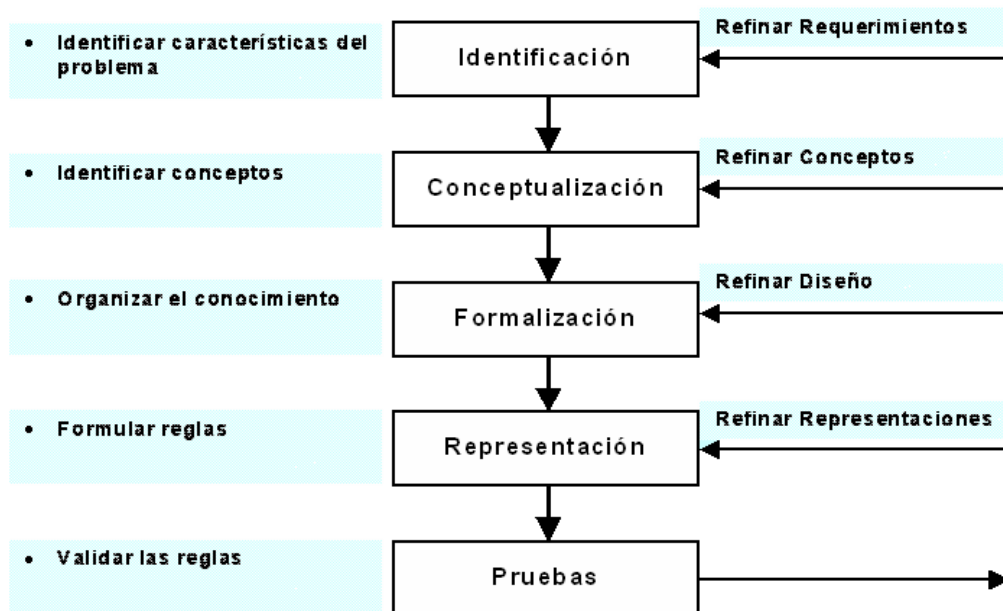 • Identificar características del
problema
Identificación
Refinar Requerimientos
• Identificar conceptos
Conceptualización
Refinar Conceptos
• Organizar el conocimiento
Formalización
Refinar Diseño
• Formular reglas
Representación
Refinar Representaciones
• Validar las reglas
Pruebas